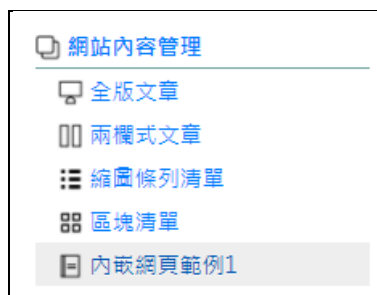 網站內容管理
全版文章
兩欄式文章
縮圖條列清單
區塊清單
內嵌網頁範例1